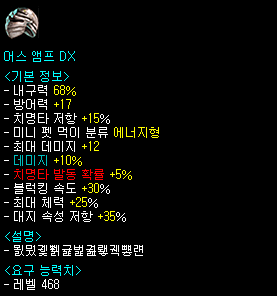 어스 앰프 DX
<기본 정보>
- 내구력 68%
- 방어력 +17
- 치명타 저항 +15%
- 미니 펫 먹이 분류 에너지형
- 최대 데미지 +12
- 데미지 +10%
- 치명타 발동 확률 +5%
- 블럭킹 속도 +30%
- 최대 체력 +25%
- 대지 속성 저항 +35%
<설명>
<요구 능력치>
- 레벨 468